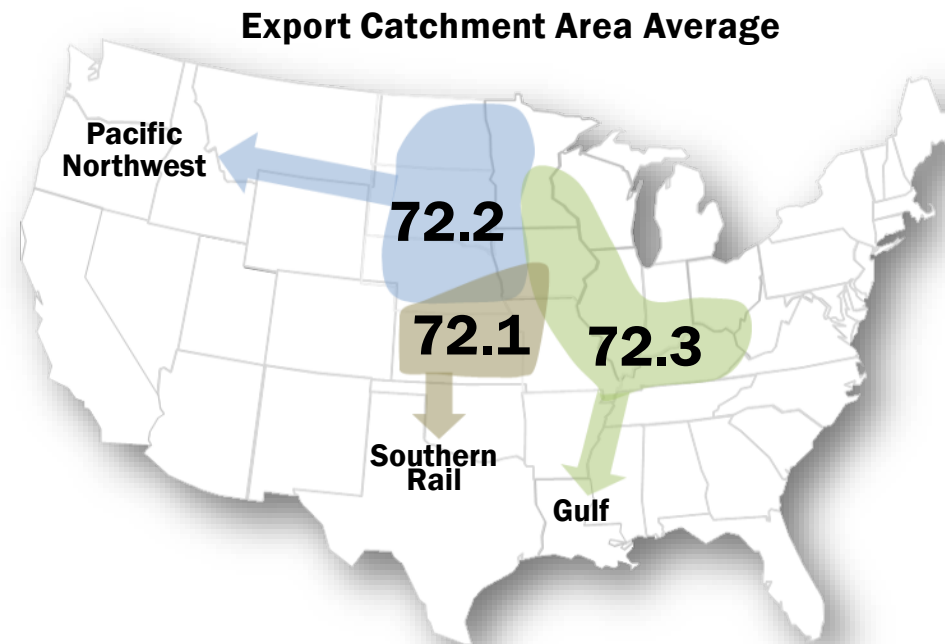 Export Catchment Area Average
Pacific
Northwest
72.2
72.1
72.3
Southern
Rail
Gulf